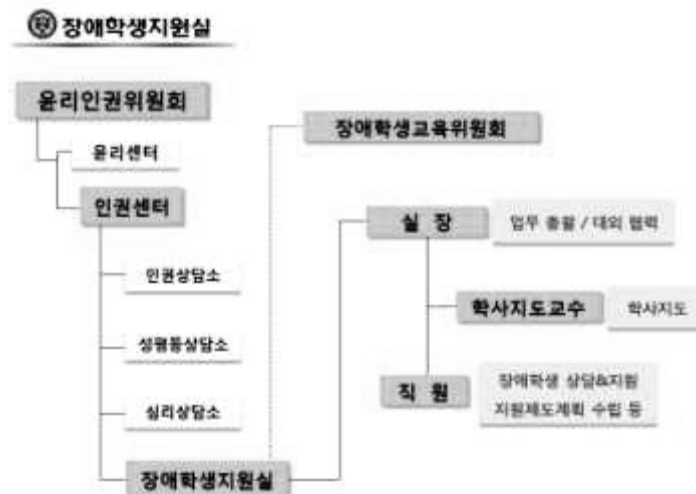 장애학생지원실
윤리인권위원회
장애학생교육위원회
윤리센터
인권센터
실 장
업무 총괄 / 대외 협력
인권상담소
학사지도교수
학사지도
성평등상담소
직 원
장애학생 상담&지원
지원제도계획 수립 등
심리상담소
장애학생지원실